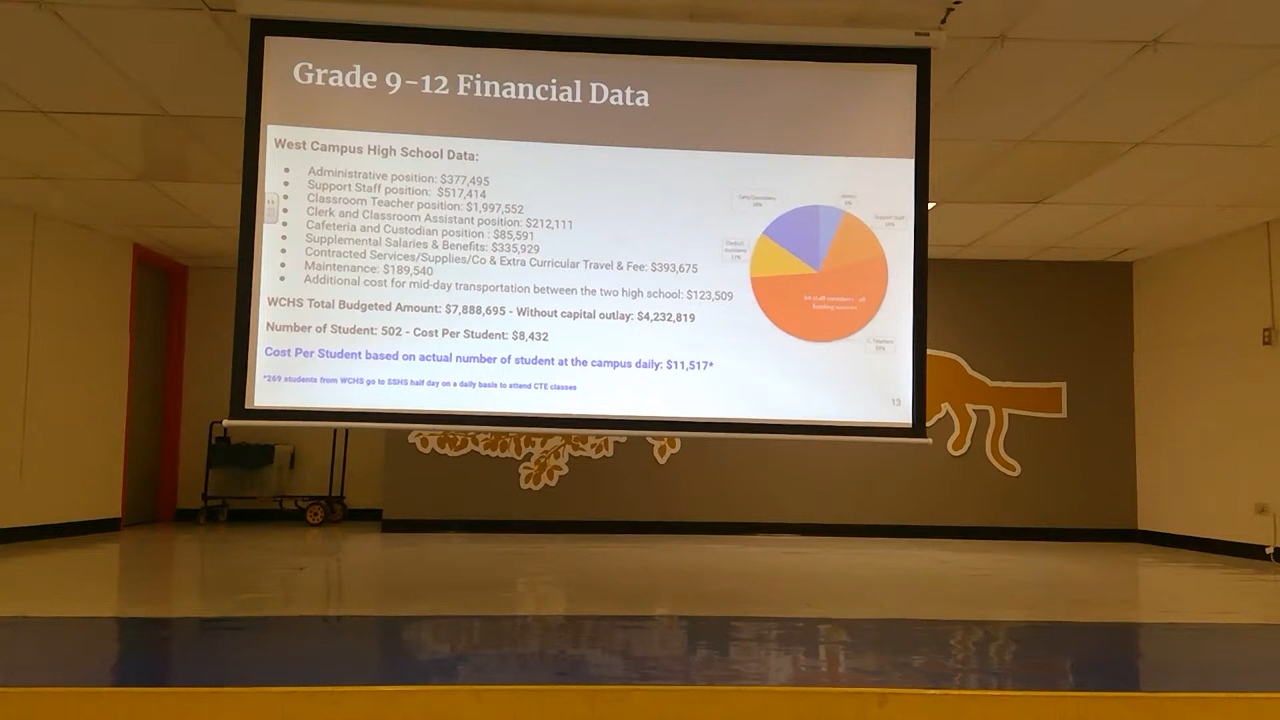 Grade 9-12 Financial Data
West Campus High School Data:
Administrative position: $377,495
Support Staff position: $517,414
Classroom Teacher position: $1,997,552
Clerk and Classroom Assistant position: $212,111
Cafeteria and Custodian position : $85,591
Supplemental Salaries & Benefits: $335,929
Contracted Services/Supplies/Co & Extra Curricular Travel & Fee: $393,675
Maintenance: $189,540
Additional cost for mid-day transportation between the two high school: $123,509
WCHS Total Budgeted Amount: $7,888,695 - Without capital outlay: $4,232,819
Number of Student: 502 - Cost Per Student: $8,432
Cost Per Student based on actual number of student at the campus daily: $11,517*
*269 students from WCHS go to SSHS half day on a daily basis to attend CTE classes
Support Staff
C. Teachers
13